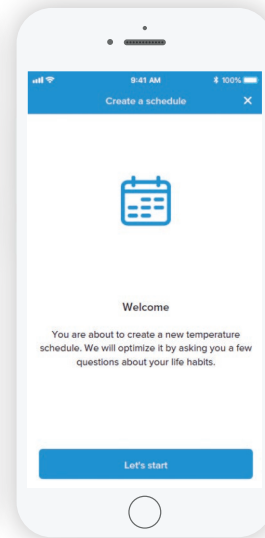 9:41 AM 100%
Create a schedule
Welcome
You are about to create a new temperature
schedule. We will optimize it by asking you a few
questions about your life habits.
Let's start